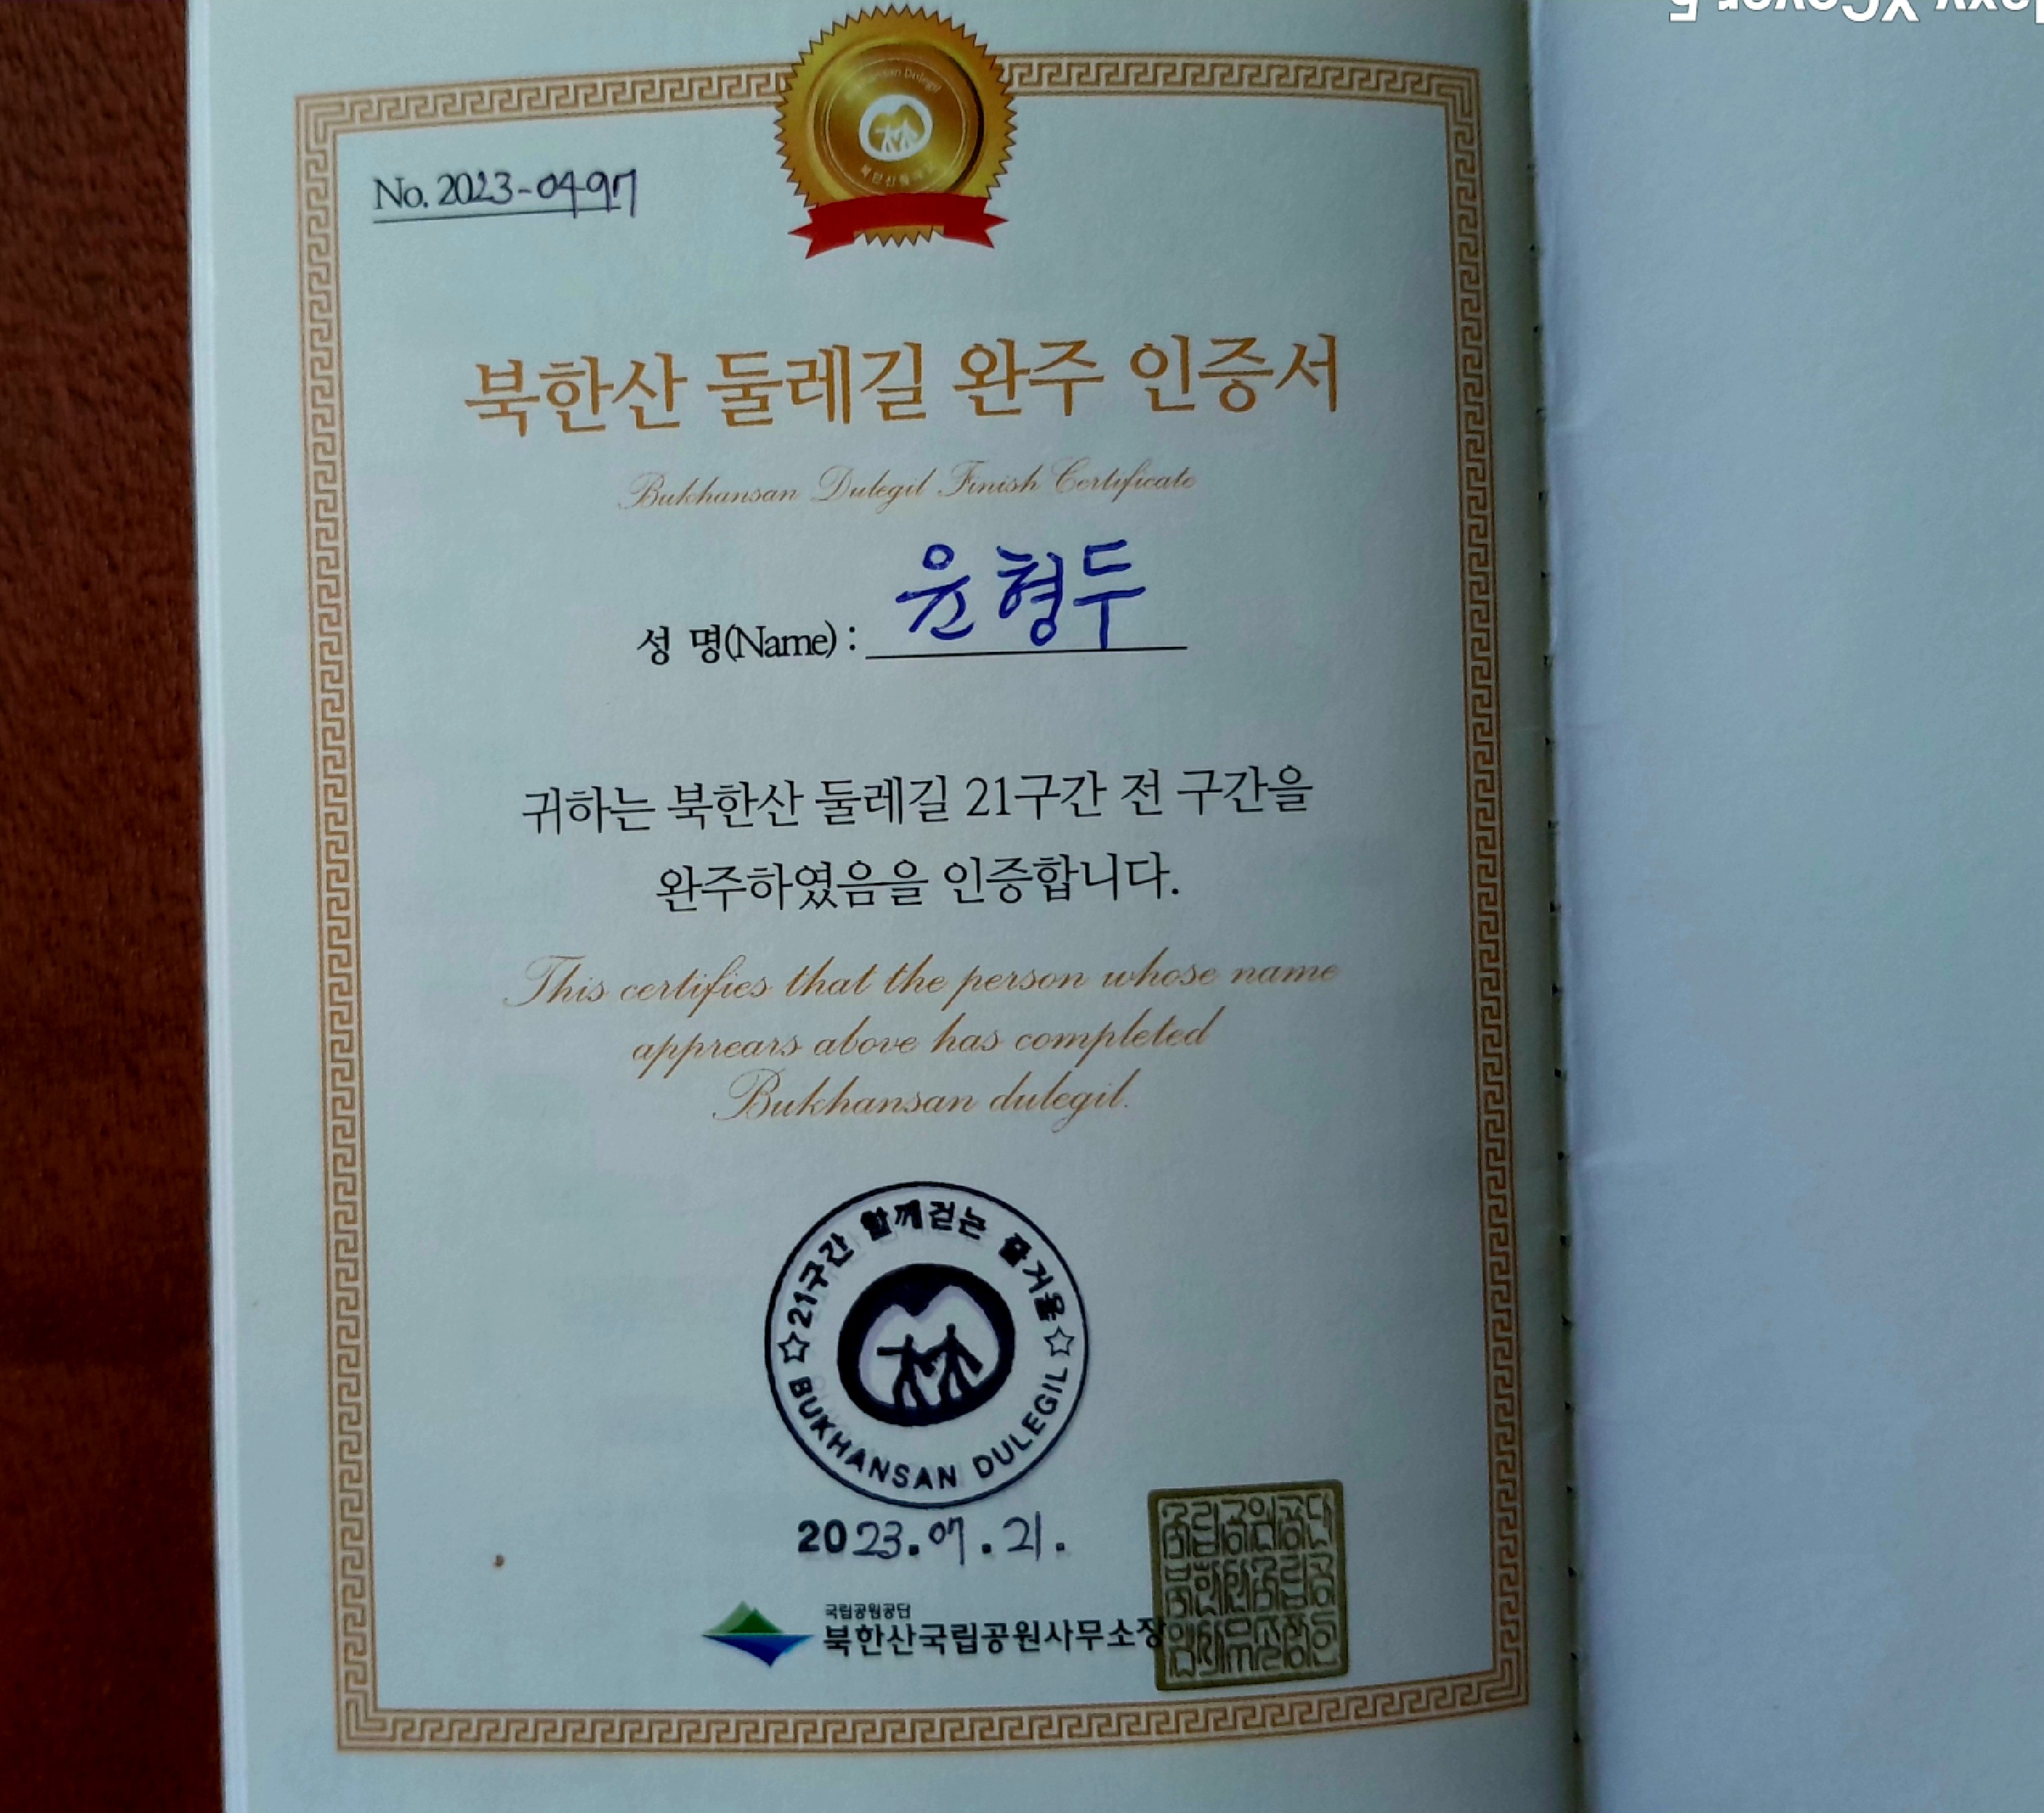 No. 2023-0497
북한산 둘레길 완주 인증서
Bukhansan Dulegil Finish Certificate
성 명(Name) : 윤형두
귀하는 북한산 둘레길 21구간 전 구간을
완주하였음을 인증합니다.
This certifies that the person whose name
apprears above has completed
Bukhansan dulegil.
☆21구간 함께걷는 즐거움☆
BUKHANSAN DULEGIL
2023.07.21.
국립공원공단
북한산국립공원사무소장